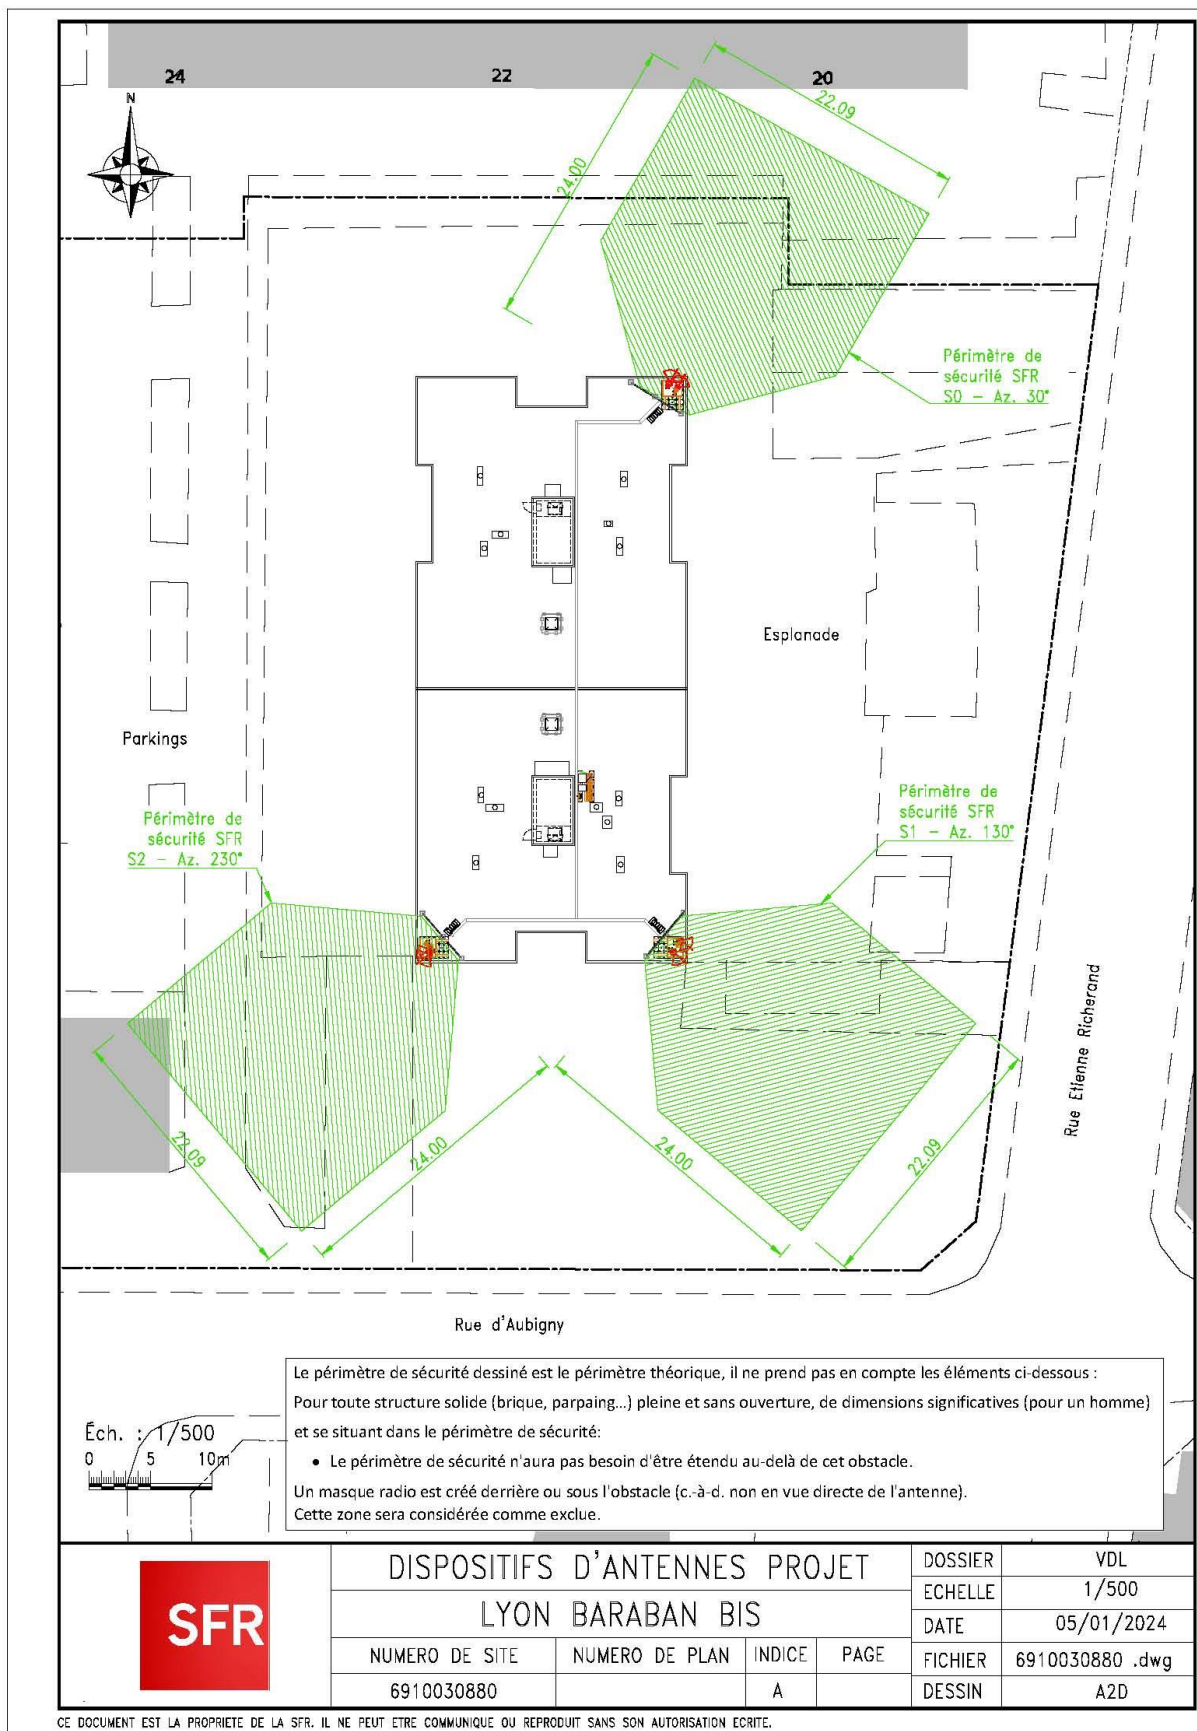 24
22
20
N
22.09
24.00
Périmètre de
sécurité SFR
S0 - Az. 30°
Esplanade
Parkings
Périmètre de
sécurité SFR
S2 - Az. 230°
Périmètre de
sécurité SFR
S1 - Az. 130°
Rue Etienne Richerand
22.09
24.00
24.00
22.09
Rue d'Aubigny
Éch. : 1/500
0 5 10m
Le périmètre de sécurité dessiné est le périmètre théorique, il ne prend pas en compte les éléments ci-dessous :
Pour toute structure solide (brique, parpaing...) pleine et sans ouverture, de dimensions significatives (pour un homme)
et se situant dans le périmètre de sécurité:
• Le périmètre de sécurité n'aura pas besoin d'être étendu au-delà de cet obstacle.
Un masque radio est créé derrière ou sous l'obstacle (c.-à-d. non en vue directe de l'antenne).
Cette zone sera considérée comme exclue.
SFR
DISPOSITIFS D'ANTENNES PROJET
LYON BARABAN BIS
NUMERO DE SITE NUMERO DE PLAN INDICE PAGE
6910030880 A
DOSSIER VDL
ECHELLE 1/500
DATE 05/01/2024
FICHIER 6910030880 .dwg
DESSIN A2D
CE DOCUMENT EST LA PROPRIETE DE LA SFR. IL NE PEUT ETRE COMMUNIQUE OU REPRODUIT SANS SON AUTORISATION ECRITE.